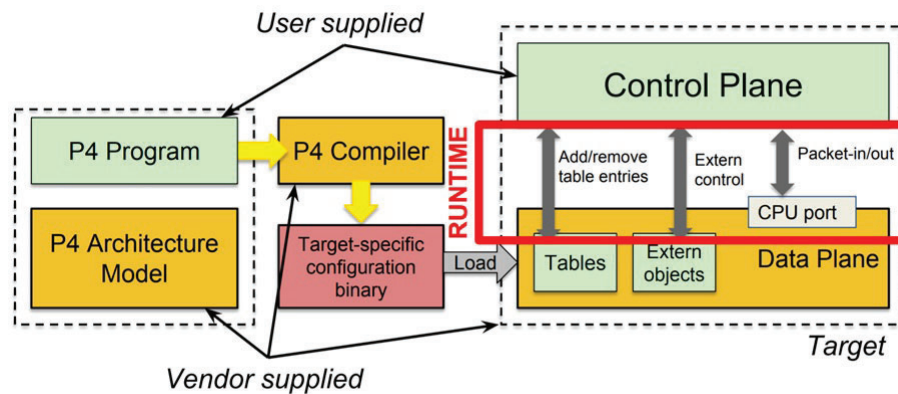 User supplied
Control Plane
P4 Program
P4 Compiler
RUNTIME
Add/remove
table entries
Extern
control
Packet-in/out
CPU port
P4 Architecture
Model
Target-specific
configuration
binary
Load
Tables
Extern
objects
Data Plane
Target
Vendor supplied